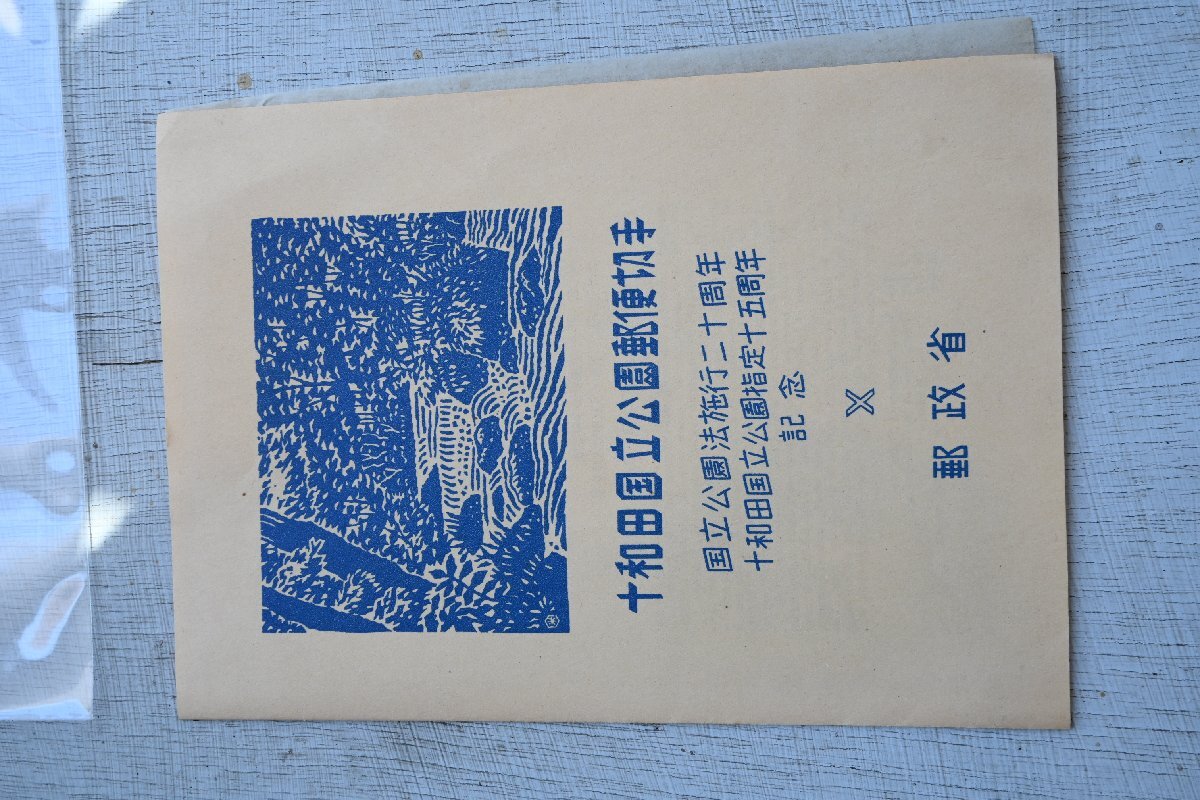 十和田国立公園郵便切手
国立公園法施行二十周年
十和田国立公園指定十五周年
記念
×
郵政省